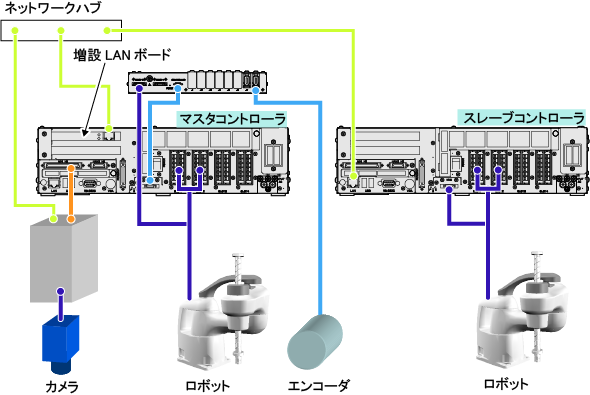 ネットワークハブ
増設 LAN ボード
マスタコントローラ
スレーブコントローラ
カメラ
ロボット
エンコーダ
ロボット